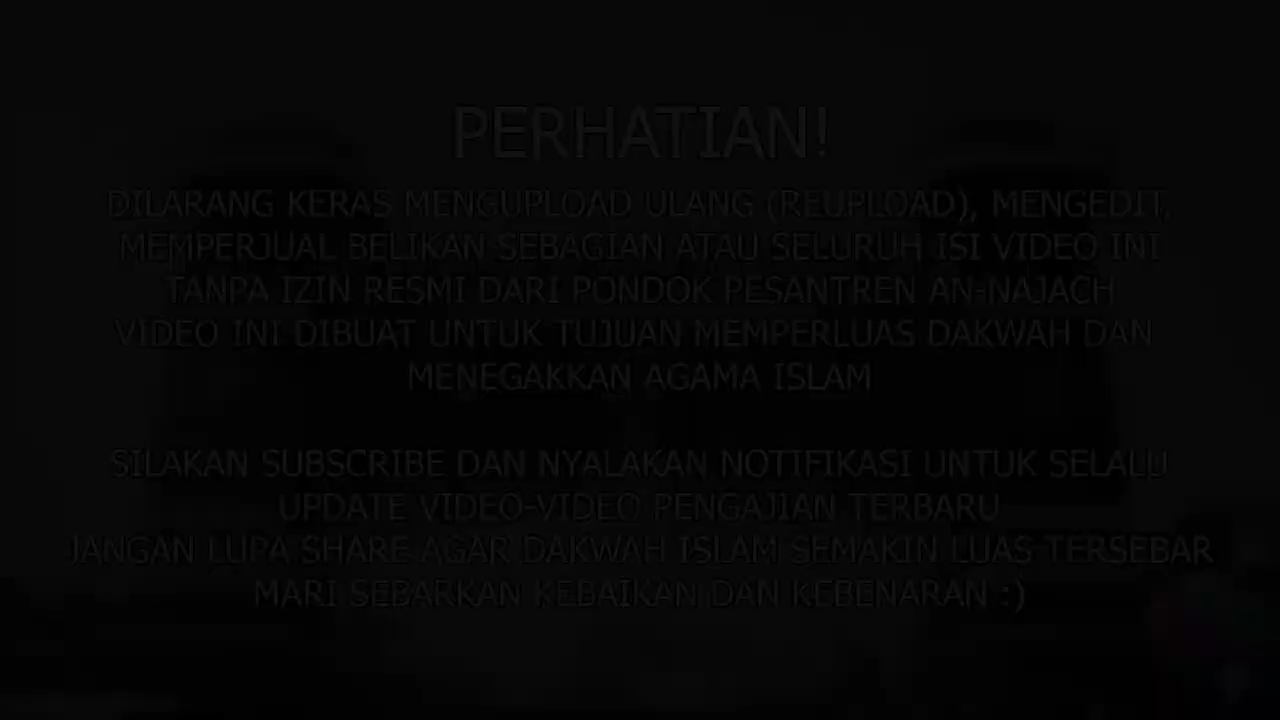 PERHATIAN!
DILARANG KERAS MENGUPLOAD ULANG (REUPLOAD), MENGEDIT,
MEMPERJUAL BELIKAN SEBAGIAN ATAU SELURUH ISI VIDEO INI
TANPA IZIN RESMI DARI PONDOK PESANTREN AN-NAJACH
VIDEO INI DIBUAT UNTUK TUJUAN MEMPERLUAS DAKWAH DAN
MENEGAKKAN AGAMA ISLAM
SILAKAN SUBSCRIBE DAN NYALAKAN NOTIFIKASI UNTUK SELALU
UPDATE VIDEO-VIDEO PENGAJIAN TERBARU
JANGAN LUPA SHARE AGAR DAKWAH ISLAM SEMAKIN LUAS TERSEBAR
MARI SEBARKAN KEBAIKAN DAN KEBENARAN :)